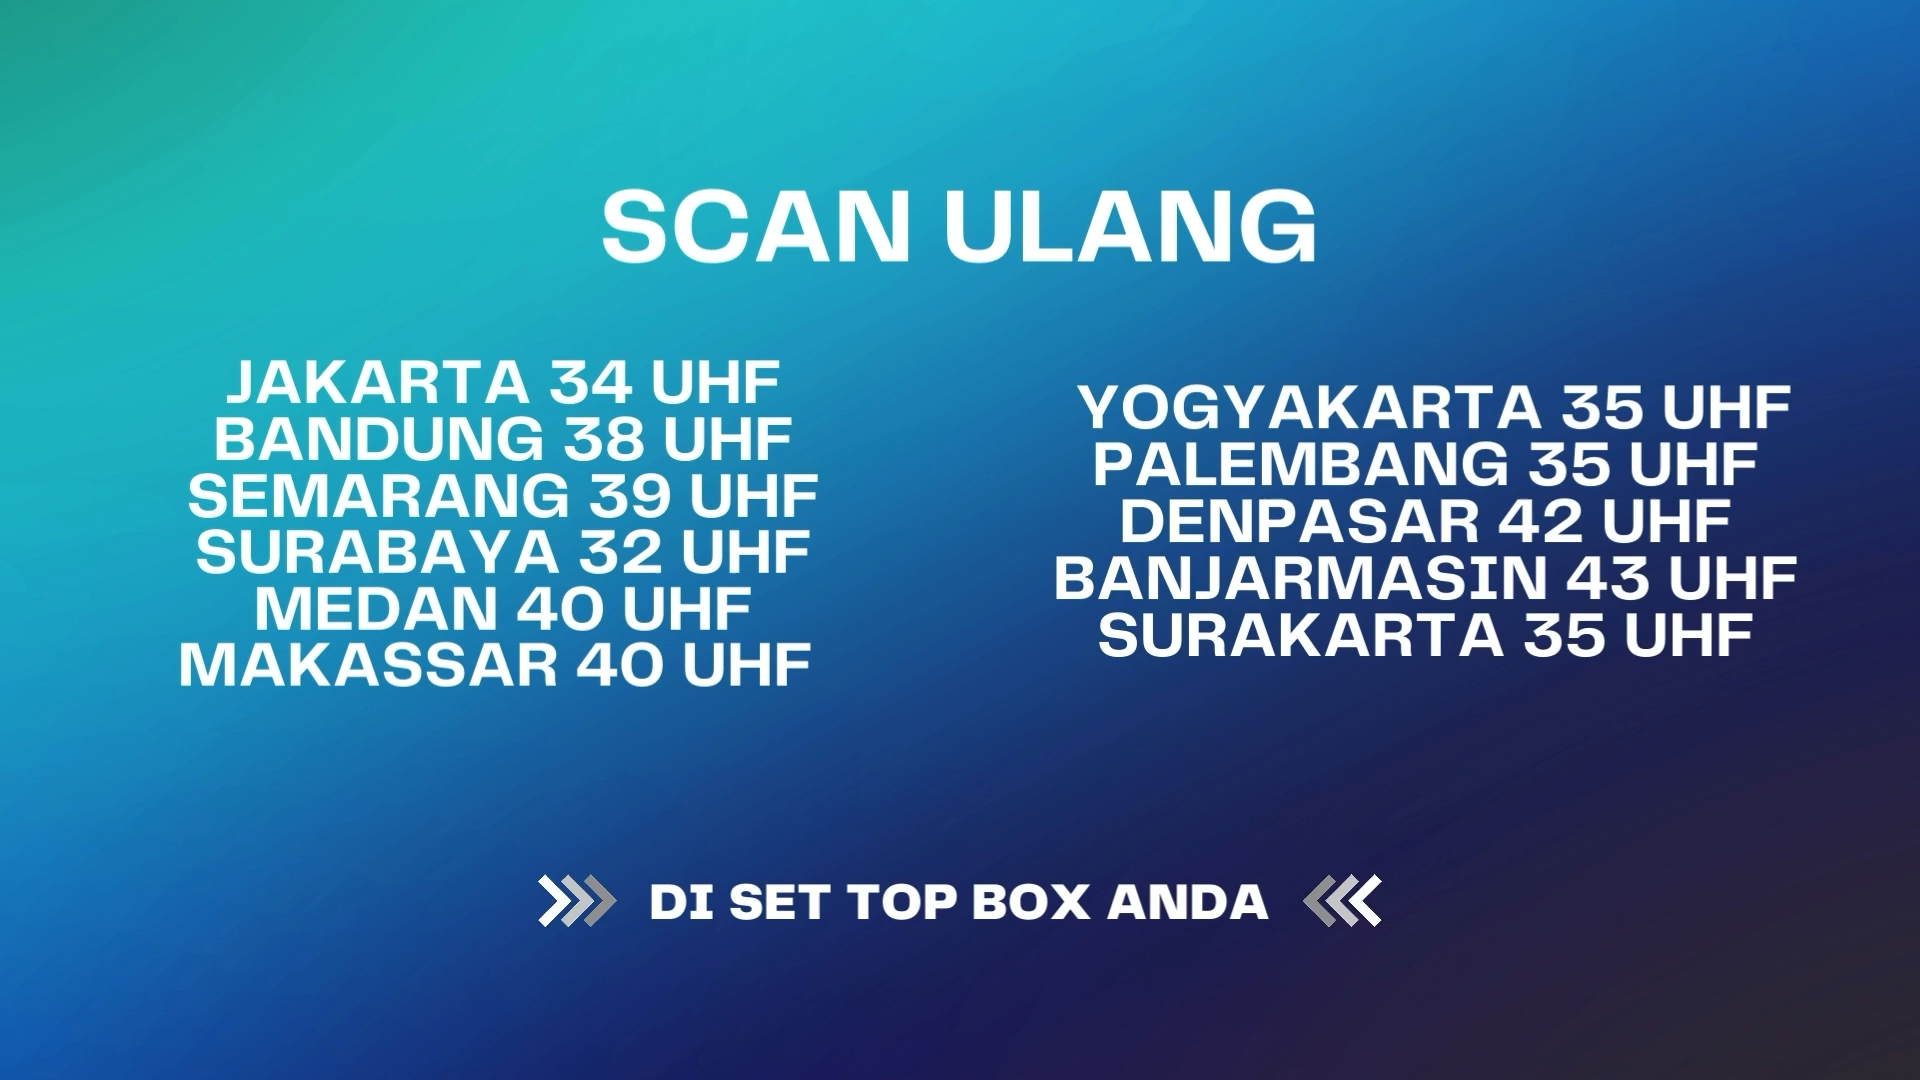 SCAN ULANG
JAKARTA 34 UHF
BANDUNG 38 UHF
SEMARANG 39 UHF
SURABAYA 32 UHF
MEDAN 40 UHF
MAKASSAR 40 UHF
YOGYAKARTA 35 UHF
PALEMBANG 35 UHF
DENPASAR 42 UHF
BANJARMASIN 43 UHF
SURAKARTA 35 UHF
DI SET TOP BOX ANDA